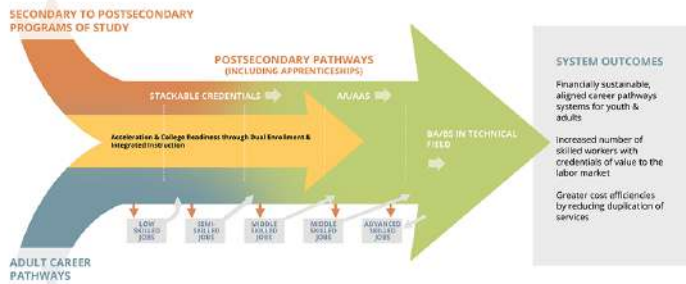 SECONDARY TO POSTSECONDARY
PROGRAMS OF STUDY
POSTSECONDARY PATHWAYS
(INCLUDING APPRENTICESHIPS)
STACKABLE CREDENTIALS
A/I/AAS
Acceleration & College Readiness through Dual Enrollment &
Integrated Instruction
BA/BS IN TECHNICAL
FIELD
LOW
SKILLED
JOBS
SEMI-
SKILLED
JOBS
MIDDLE
SKILLED
JOBS
MIDDLE
SKILLED
JOBS
ADVANCED
SKILLED
JOBS
ADULT CAREER
PATHWAYS
SYSTEM OUTCOMES
Financially sustainable,
aligned career pathways
systems for youth &
adults
Increased number of
skilled workers with
credentials of value to the
labor market
Greater cost efficiencies
by reducing duplication of
services